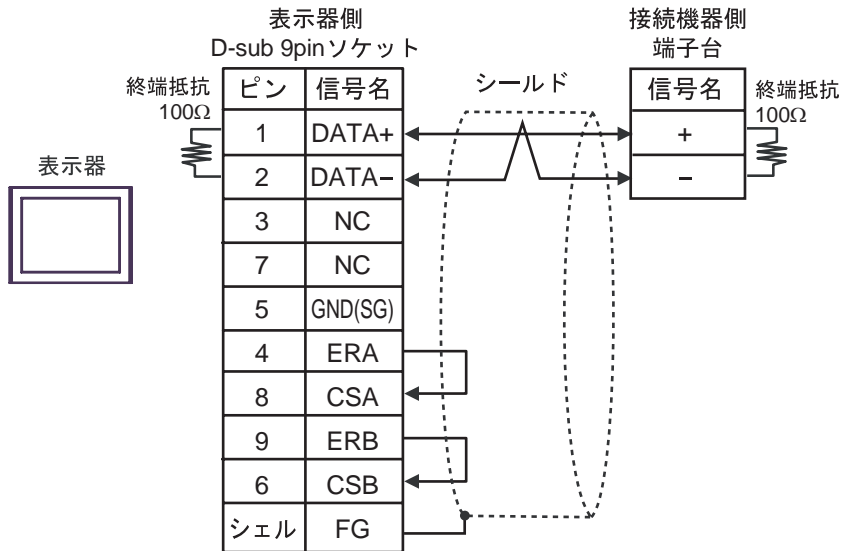 表示器側
D-sub 9pinソケット
接続機器側
端子台
終端抵抗
100Ω
ピン 信号名
シールド
信号名
終端抵抗
100Ω
1 DATA+
+
2 DATA−
−
表示器
3 NC
7 NC
5 GND(SG)
4 ERA
8 CSA
9 ERB
6 CSB
シェル FG